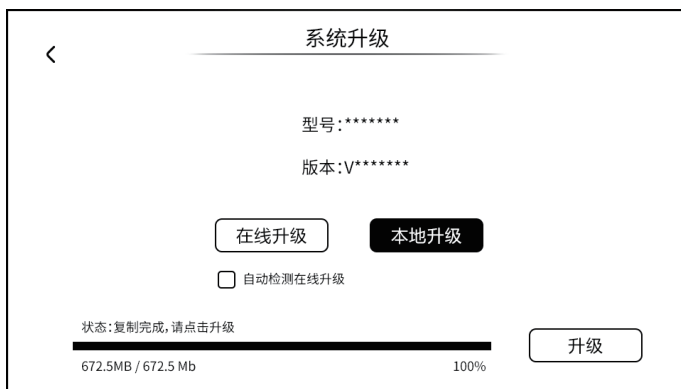 系统升级
型号:*******
版本:V*******
在线升级 本地升级
自动检测在线升级
状态:复制完成,请点击升级
升级
672.5MB / 672.5 Mb 100%